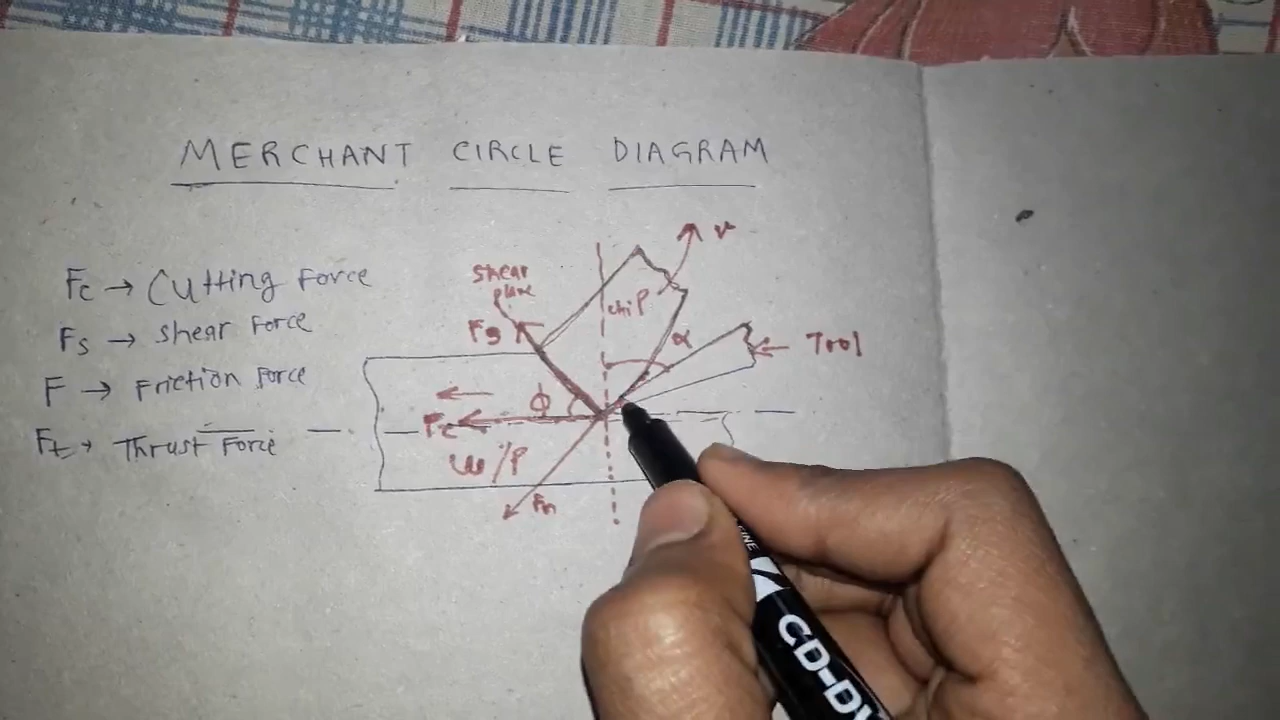 MERCHANT CIRCLE DIAGRAM
Fc → Cutting Force
Fs → Shear Force
F → Friction Force
Ft → Thrust Force
shear
plane
Fs
chip
v
α
Tool
ϕ
Fc
W/P
Fn
FINE
CD-DV